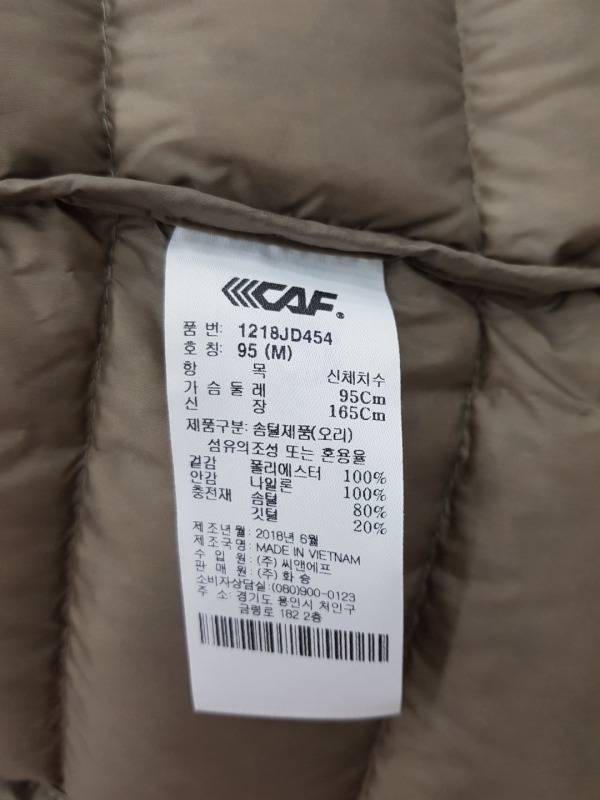 CAF®
품 번: 1218JD454
호 칭: 95 (M)
항 목 신체치수
가 슴 둘 레 95Cm
신 장 165Cm
제품구분: 솜털제품(오리)
섬유의조성 또는 혼용율
겉감 폴리에스터 100%
안감 나일론 100%
충전재 솜털 80%
깃털 20%
제 조 년 월: 2018년 6월
제 조 국 명: MADE IN VIETNAM
수 입 원: (주) 씨앤에프
판 매 원: (주) 화 승
소비자상담실: (080)900-0123
주 소: 경기도 용인시 처인구
금령로 182 2층